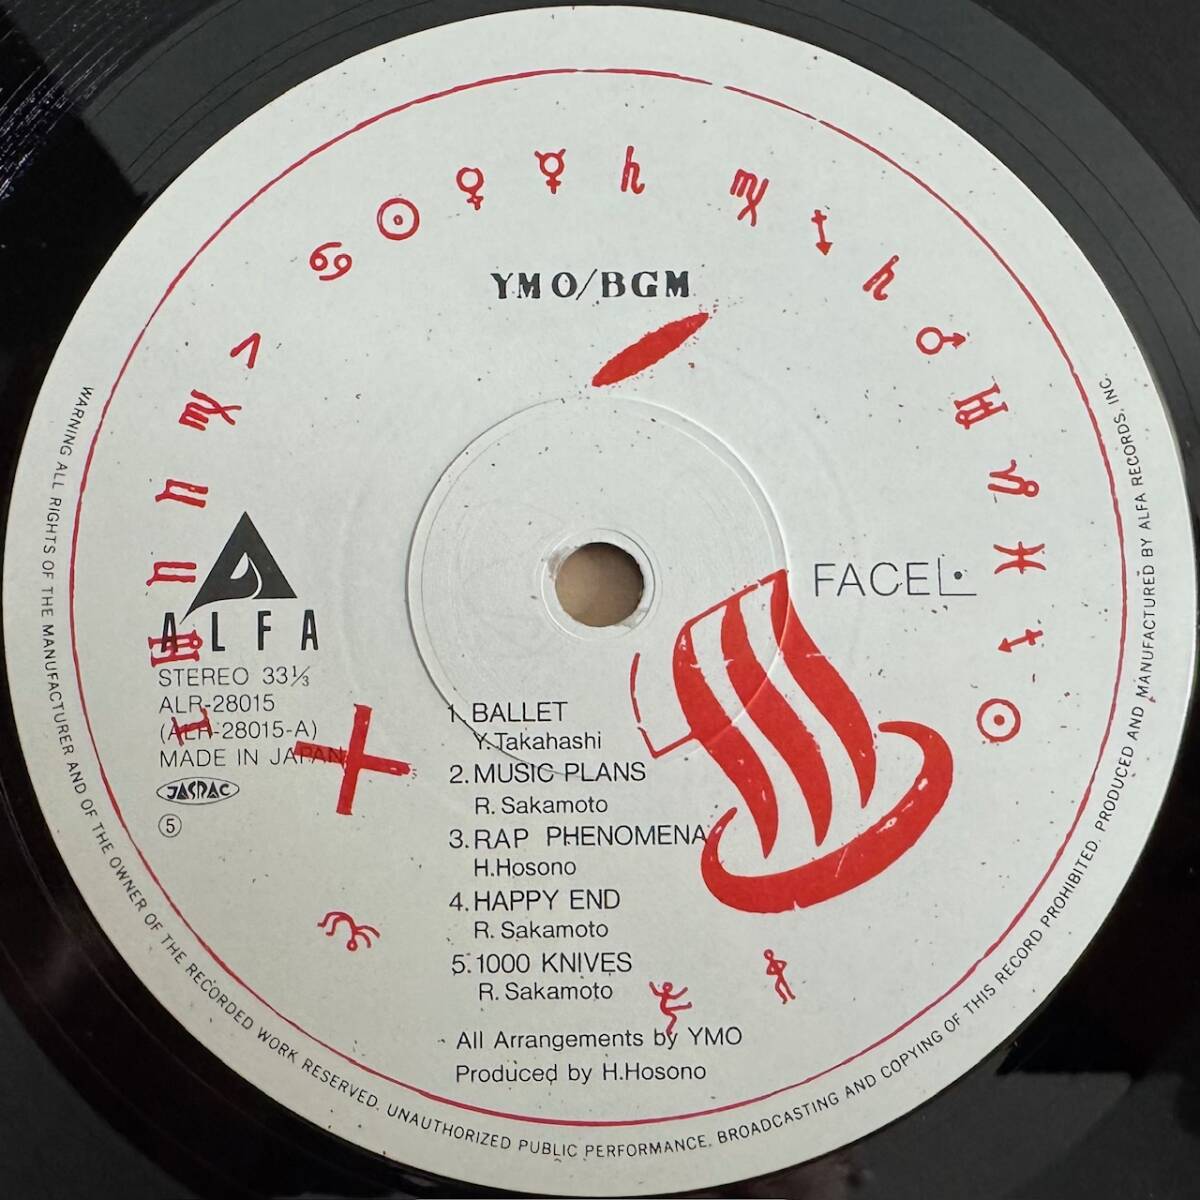 YMO/BGM
FACE L.
ALFA
STEREO 33⅓
ALR-28015
(ALR-28015-A)
MADE IN JAPAN
JASRAC
⑤
1. BALLET
Y. Takahashi
2. MUSIC PLANS
R. Sakamoto
3. RAP PHENOMENA
H. Hosono
4. HAPPY END
R. Sakamoto
5. 1000 KNIVES
R. Sakamoto
All Arrangements by YMO
Produced by H.Hosono
WARNING ALL RIGHTS OF THE MANUFACTURER AND OF THE OWNER OF THE RECORDED WORK RESERVED. UNAUTHORIZED PUBLIC PERFORMANCE, BROADCASTING AND COPYING OF THIS RECORD PROHIBITED. PRODUCED AND MANUFACTURED BY ALFA RECORDS, INC.